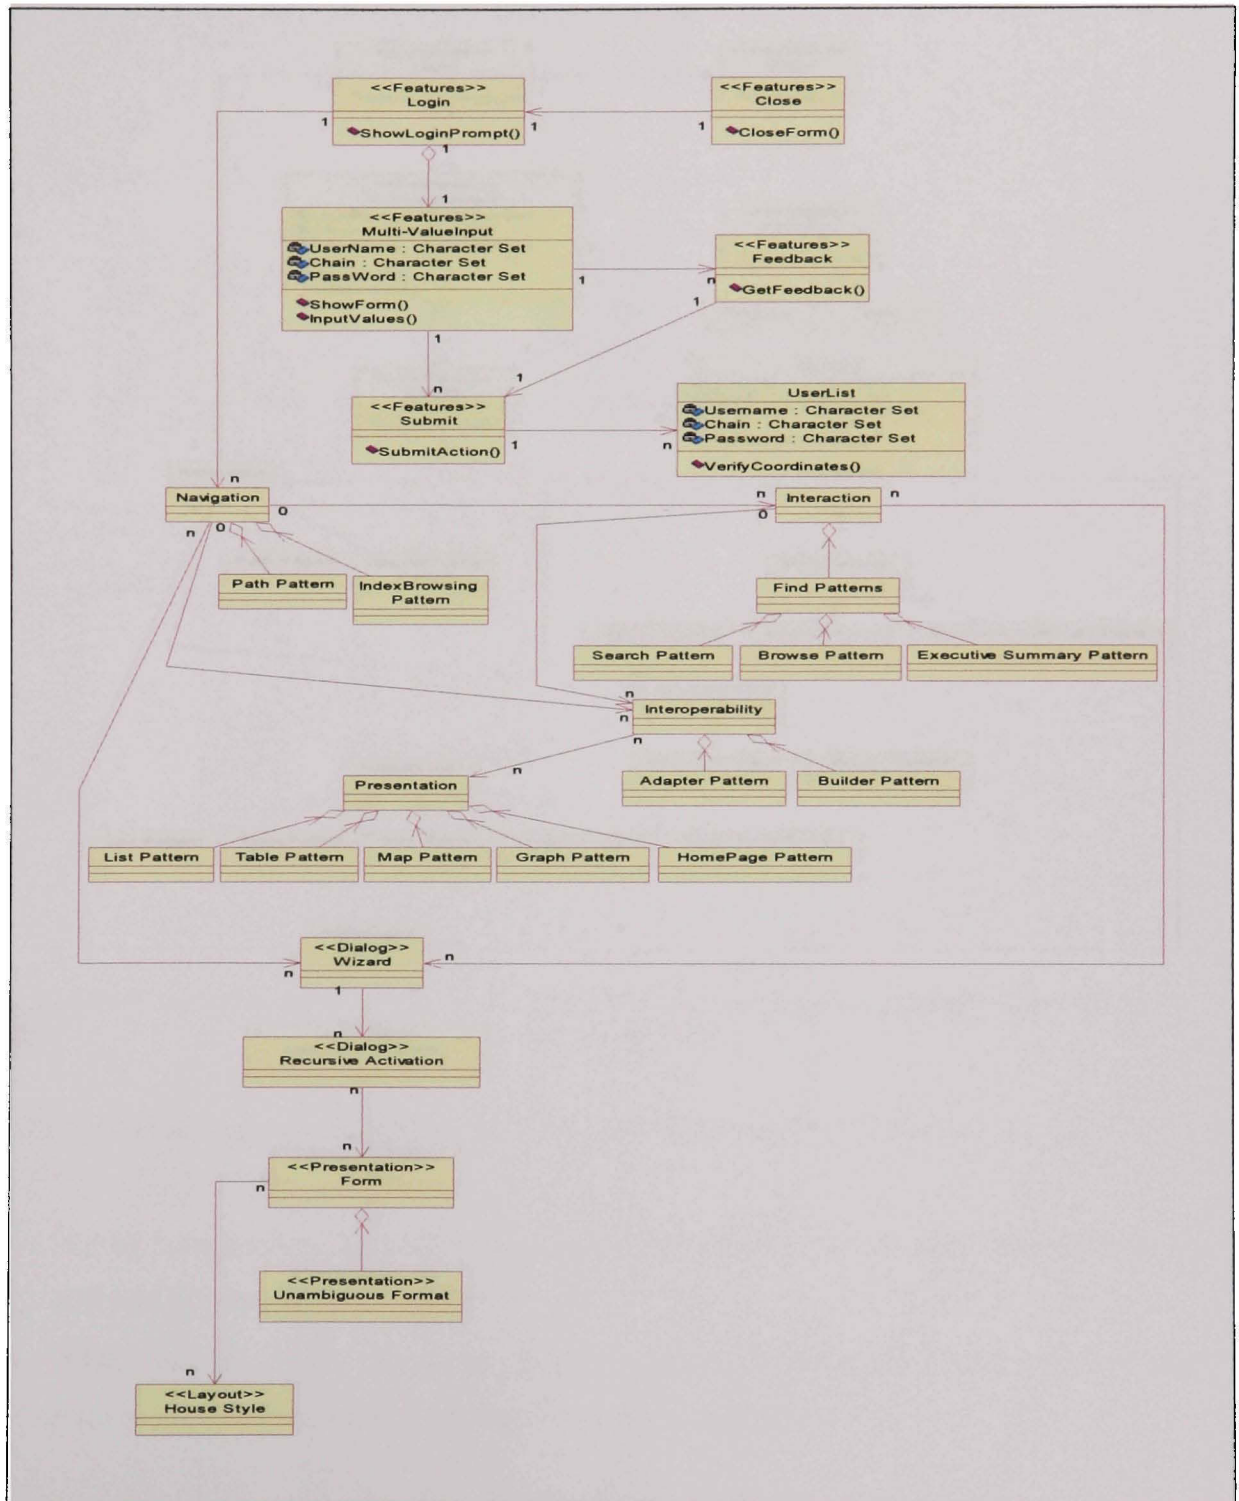 <<Features>>
Login
ShowLoginPrompt()
1
1
<<Features>>
Close
CloseForm()
1
1
1
<<Features>>
Multi-ValueInput
UserName : Character Set
Chain : Character Set
PassWord : Character Set
ShowForm()
InputValues()
1
n
<<Features>>
Feedback
GetFeedback()
1
1
1
n
<<Features>>
Submit
SubmitAction()
1
n
UserList
Username : Character Set
Chain : Character Set
Password : Character Set
VerifyCoordinates()
n
Navigation
n
0
0
n
Interaction
n
0
Path Pattern
IndexBrowsing
Pattern
Find Patterns
Search Pattern
Browse Pattern
Executive Summary Pattern
n
n
Interoperability
n
n
Adapter Pattern
Builder Pattern
Presentation
List Pattern
Table Pattern
Map Pattern
Graph Pattern
HomePage Pattern
<<Dialog>>
Wizard
n
n
1
n
<<Dialog>>
Recursive Activation
n
n
<<Presentation>>
Form
n
<<Presentation>>
Unambiguous Format
n
<<Layout>>
House Style